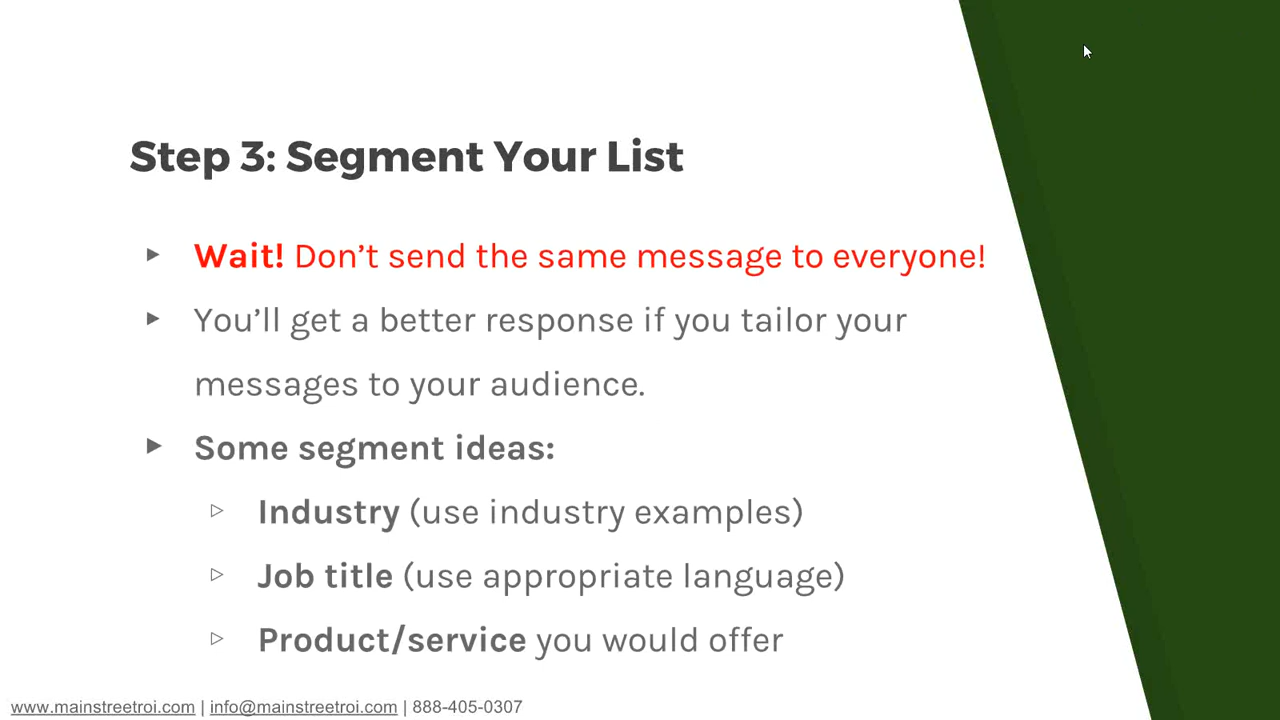 Step 3: Segment Your List
Wait! Don’t send the same message to everyone!
You’ll get a better response if you tailor your
messages to your audience.
Some segment ideas:
Industry (use industry examples)
Job title (use appropriate language)
Product/service you would offer
www.mainstreetroi.com | info@mainstreetroi.com | 888-405-0307